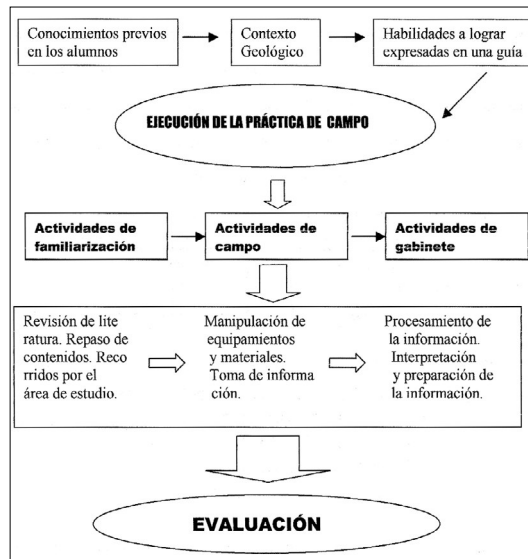 Conocimientos previos
en los alumnos
Contexto
Geológico
Habilidades a lograr
expresadas en una guía
EJECUCIÓN DE LA PRÁCTICA DE CAMPO
Actividades de
familiarización
Actividades de
campo
Actividades de
gabinete
Revisión de lite
ratura. Repaso de
contenidos. Reco
rridos por el
área de estudio.
Manipulación de
equipamientos
y materiales.
Toma de informa
ción.
Procesamiento de
la información.
Interpretación
y preparación de
la información.
EVALUACIÓN